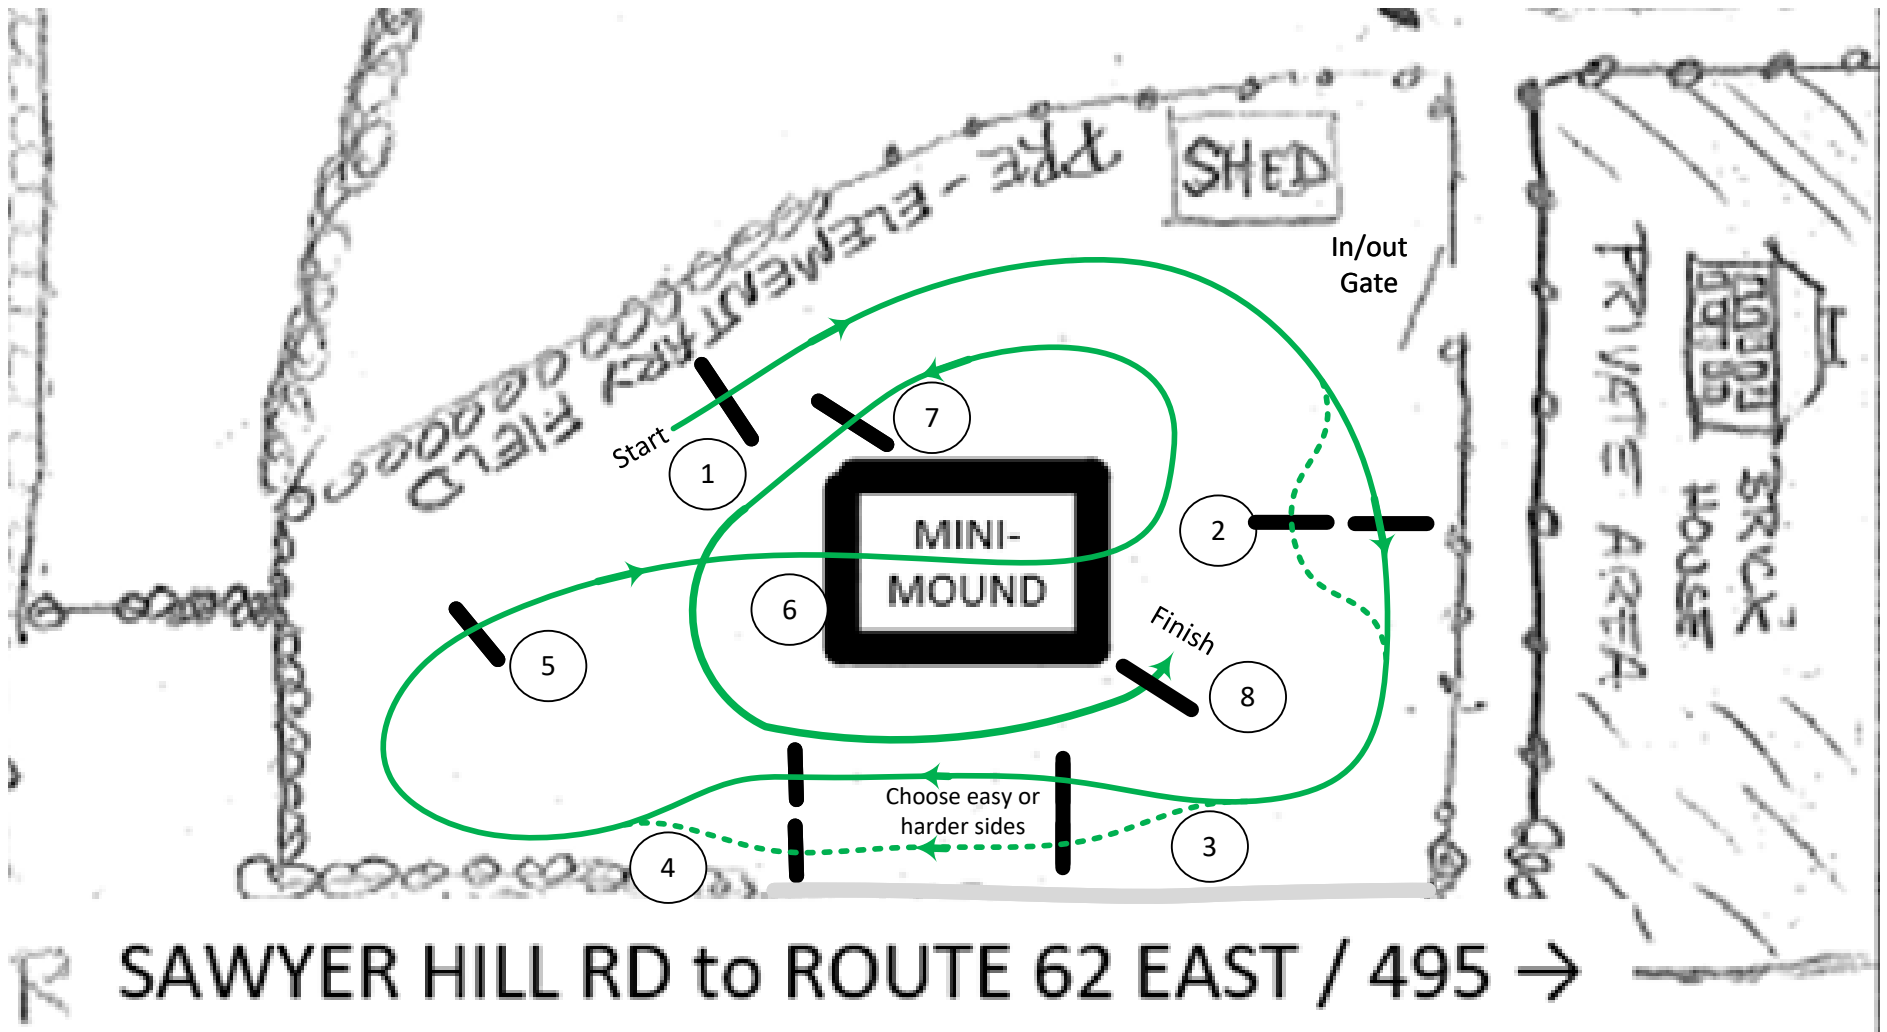 SHED
PRE-ELEMENTARY
FIELD
In/out
Gate
Start
1
7
2
MINI-
MOUND
6
5
Finish
8
Choose easy or
harder sides
3
4
PRIVATE AREA
BRICK
HOUSE
R
SAWYER HILL RD to ROUTE 62 EAST / 495 →